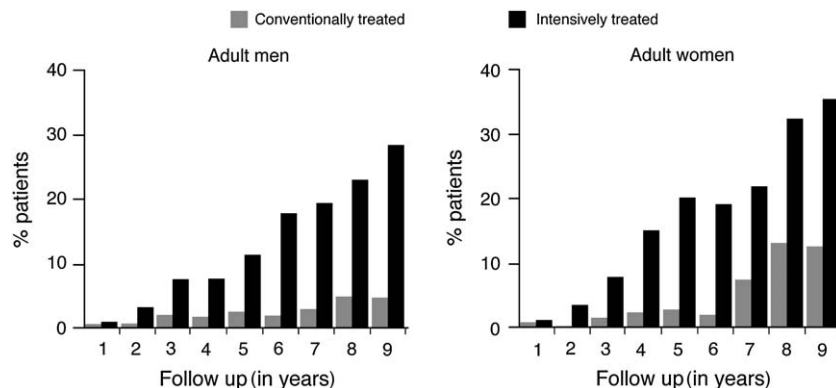 Conventionally treated
Intensively treated
Adult men
40
30
20
10
0
% patients
1 2 3 4 5 6 7 8 9
Follow up (in years)
Adult women
40
30
20
10
0
% patients
1 2 3 4 5 6 7 8 9
Follow up (in years)